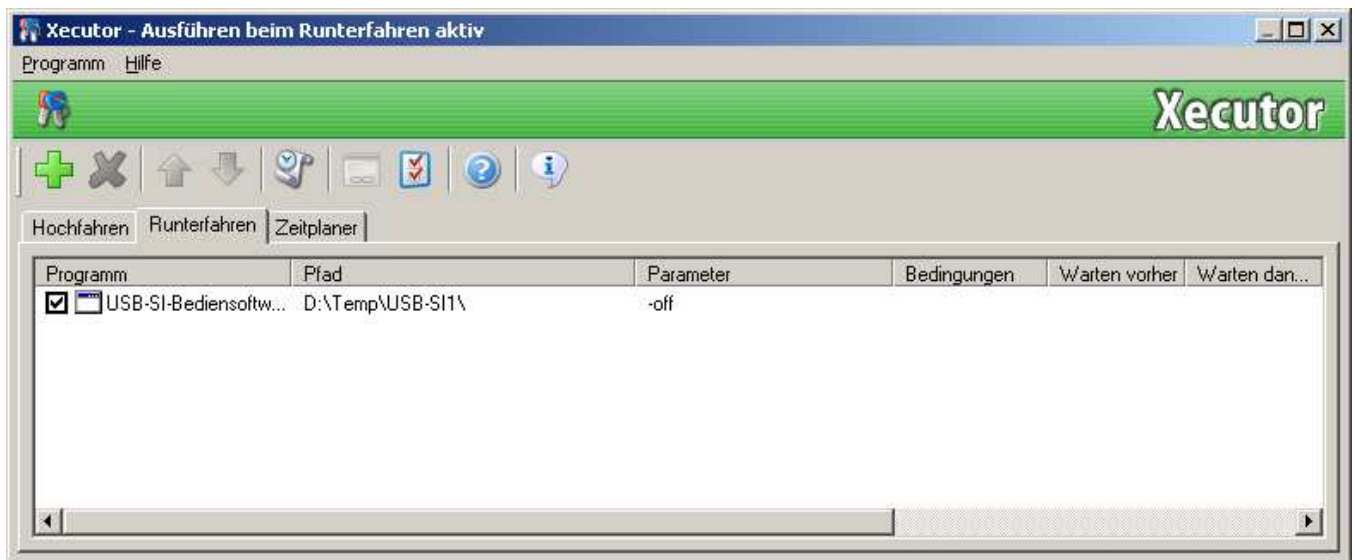 Xecutor - Ausführen beim Runterfahren aktiv
Programm Hilfe
Xecutor
Hochfahren Runterfahren Zeitplaner
Programm Pfad Parameter Bedingungen Warten vorher Warten dan...
USB-SI-Bediensoftw... D:\Temp\USB-SI1\ -off